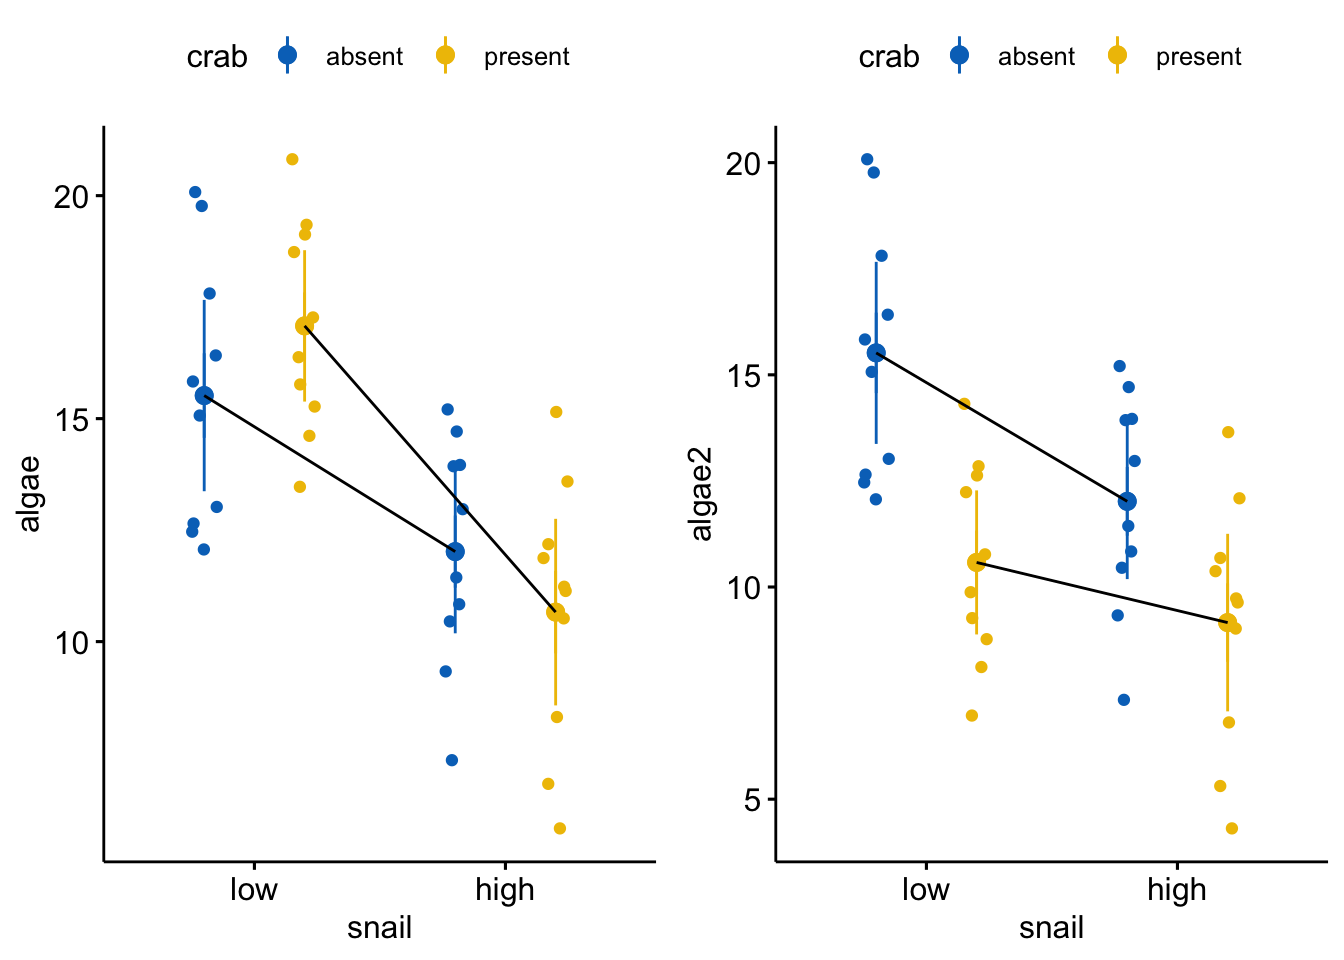 crab absent present
20
15
10
algae
low high
snail
crab absent present
20
15
10
5
algae2
low high
snail